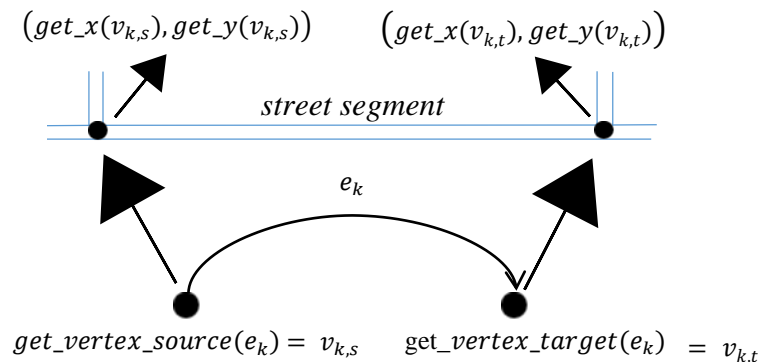 (get_x(v_{k,s}), get_y(v_{k,s})) (get_x(v_{k,t}), get_y(v_{k,t}))
street segment
e_k
get_vertex_source(e_k) = v_{k,s} get_vertex_target(e_k) = v_{k,t}